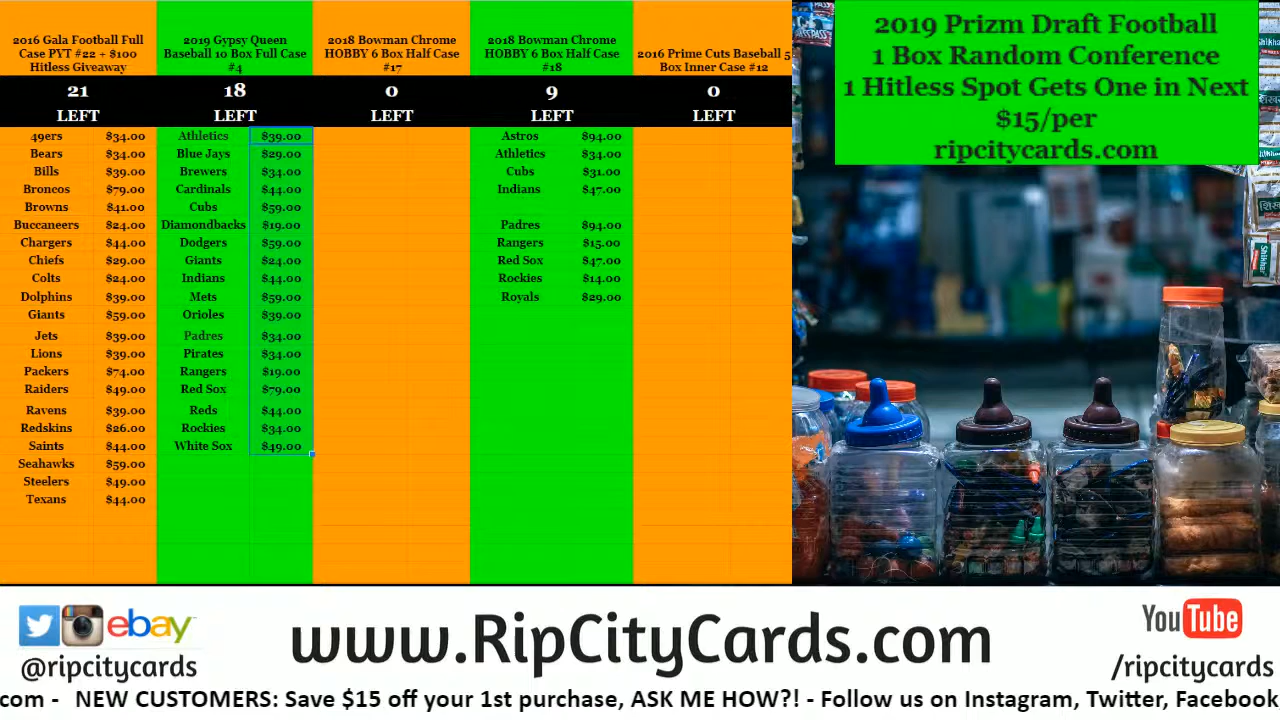 2016 Gala Football Full
Case PYT #22 + $100
Hitless Giveaway
21
LEFT
49ers $34.00
Bears $34.00
Bills $39.00
Broncos $79.00
Browns $41.00
Buccaneers $24.00
Chargers $44.00
Chiefs $29.00
Colts $24.00
Dolphins $39.00
Giants $59.00
Jets $39.00
Lions $39.00
Packers $74.00
Raiders $49.00
Ravens $39.00
Redskins $26.00
Saints $44.00
Seahawks $59.00
Steelers $49.00
Texans $44.00
2019 Gypsy Queen
Baseball 10 Box Full Case
#4
18
LEFT
Athletics $39.00
Blue Jays $29.00
Brewers $34.00
Cardinals $44.00
Cubs $59.00
Diamondbacks $19.00
Dodgers $59.00
Giants $24.00
Indians $44.00
Mets $59.00
Orioles $39.00
Padres $34.00
Pirates $34.00
Rangers $19.00
Red Sox $79.00
Reds $44.00
Rockies $34.00
White Sox $49.00
2018 Bowman Chrome
HOBBY 6 Box Half Case
#17
0
LEFT
2018 Bowman Chrome
HOBBY 6 Box Half Case
#18
9
LEFT
Astros $94.00
Athletics $34.00
Cubs $31.00
Indians $47.00
Padres $94.00
Rangers $15.00
Red Sox $47.00
Rockies $14.00
Royals $29.00
2016 Prime Cuts Baseball 5
Box Inner Case #12
0
LEFT
2019 Prizm Draft Football
1 Box Random Conference
1 Hitless Spot Gets One in Next
$15/per
ripcitycards.com
Shikhar
ebay
@ripcitycards
www.RipCityCards.com
YouTube
/ripcitycards
.com - NEW CUSTOMERS: Save $15 off your 1st purchase, ASK ME HOW?! - Follow us on Instagram, Twitter, Facebook